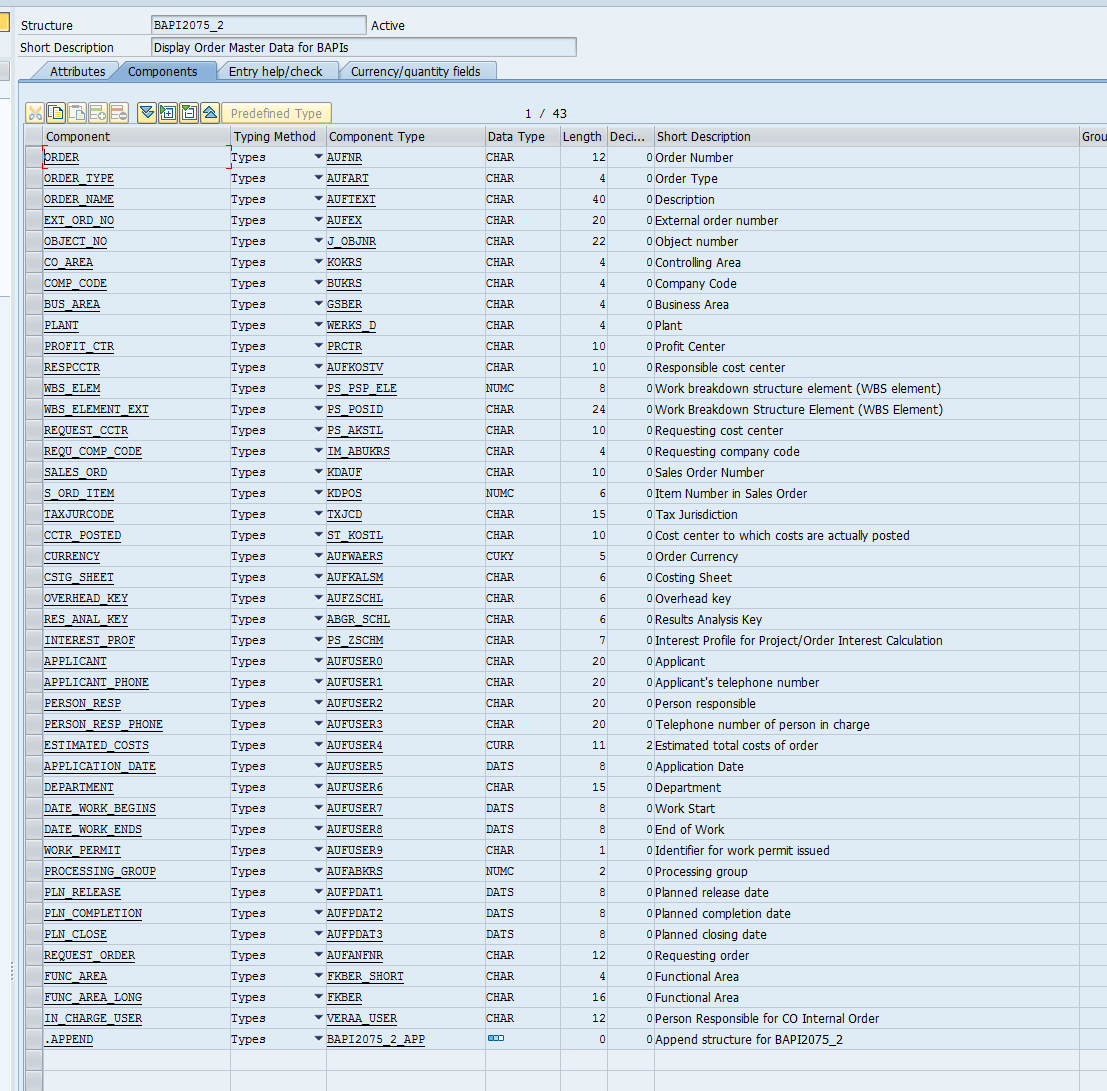 Structure BAPI2075_2 Active
Short Description Display Order Master Data for BAPIs
Attributes Components Entry help/check Currency/quantity fields
Predefined Type 1 / 43
Component Typing Method Component Type Data Type Length Deci... Short Description Grou
ORDER Types AUFNR CHAR 12 0 Order Number
ORDER_TYPE Types AUFART CHAR 4 0 Order Type
ORDER_NAME Types AUFTEXT CHAR 40 0 Description
EXT_ORD_NO Types AUFEX CHAR 20 0 External order number
OBJECT_NO Types J_OBJNR CHAR 22 0 Object number
CO_AREA Types KOKRS CHAR 4 0 Controlling Area
COMP_CODE Types BUKRS CHAR 4 0 Company Code
BUS_AREA Types GSBER CHAR 4 0 Business Area
PLANT Types WERKS_D CHAR 4 0 Plant
PROFIT_CTR Types PRCTR CHAR 10 0 Profit Center
RESPCCTR Types AUFKOSTV CHAR 10 0 Responsible cost center
WBS_ELEM Types PS_PSP_ELE NUMC 8 0 Work breakdown structure element (WBS element)
WBS_ELEMENT_EXT Types PS_POSID CHAR 24 0 Work Breakdown Structure Element (WBS Element)
REQUEST_CCTR Types PS_AKSTL CHAR 10 0 Requesting cost center
REQU_COMP_CODE Types IM_ABUKRS CHAR 4 0 Requesting company code
SALES_ORD Types KDAUF CHAR 10 0 Sales Order Number
S_ORD_ITEM Types KDPOS NUMC 6 0 Item Number in Sales Order
TAXJURCODE Types TXJCD CHAR 15 0 Tax Jurisdiction
CCTR_POSTED Types ST_KOSTL CHAR 10 0 Cost center to which costs are actually posted
CURRENCY Types AUFWAERS CUKY 5 0 Order Currency
CSTG_SHEET Types AUFKALSM CHAR 6 0 Costing Sheet
OVERHEAD_KEY Types AUFZSCHL CHAR 6 0 Overhead key
RES_ANAL_KEY Types ABGR_SCHL CHAR 6 0 Results Analysis Key
INTEREST_PROF Types PS_ZSCHM CHAR 7 0 Interest Profile for Project/Order Interest Calculation
APPLICANT Types AUFUSER0 CHAR 20 0 Applicant
APPLICANT_PHONE Types AUFUSER1 CHAR 20 0 Applicant's telephone number
PERSON_RESP Types AUFUSER2 CHAR 20 0 Person responsible
PERSON_RESP_PHONE Types AUFUSER3 CHAR 20 0 Telephone number of person in charge
ESTIMATED_COSTS Types AUFUSER4 CURR 11 2 Estimated total costs of order
APPLICATION_DATE Types AUFUSER5 DATS 8 0 Application Date
DEPARTMENT Types AUFUSER6 CHAR 15 0 Department
DATE_WORK_BEGINS Types AUFUSER7 DATS 8 0 Work Start
DATE_WORK_ENDS Types AUFUSER8 DATS 8 0 End of Work
WORK_PERMIT Types AUFUSER9 CHAR 1 0 Identifier for work permit issued
PROCESSING_GROUP Types AUFABKRS NUMC 2 0 Processing group
PLN_RELEASE Types AUFPDAT1 DATS 8 0 Planned release date
PLN_COMPLETION Types AUFPDAT2 DATS 8 0 Planned completion date
PLN_CLOSE Types AUFPDAT3 DATS 8 0 Planned closing date
REQUEST_ORDER Types AUFANFNR CHAR 12 0 Requesting order
FUNC_AREA Types FKBER_SHORT CHAR 4 0 Functional Area
FUNC_AREA_LONG Types FKBER CHAR 16 0 Functional Area
IN_CHARGE_USER Types VERAA_USER CHAR 12 0 Person Responsible for CO Internal Order
.APPEND Types BAPI2075_2_APP 0 0 Append structure for BAPI2075_2